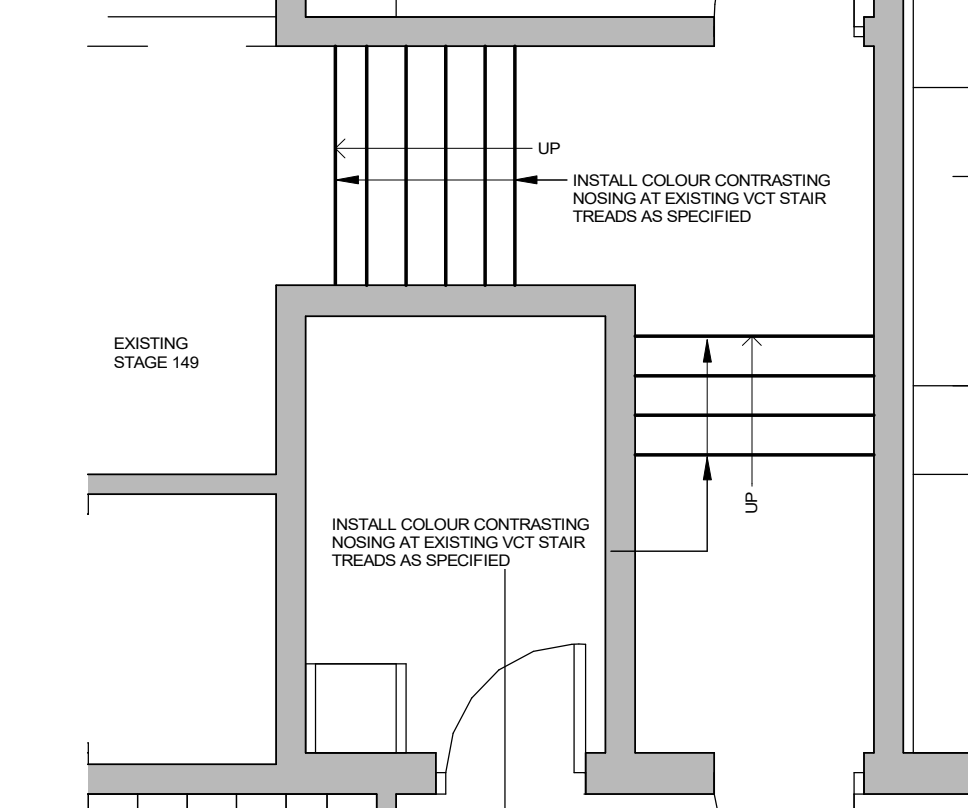 UP
INSTALL COLOUR CONTRASTING
NOSING AT EXISTING VCT STAIR
TREADS AS SPECIFIED
EXISTING
STAGE 149
UP
INSTALL COLOUR CONTRASTING
NOSING AT EXISTING VCT STAIR
TREADS AS SPECIFIED